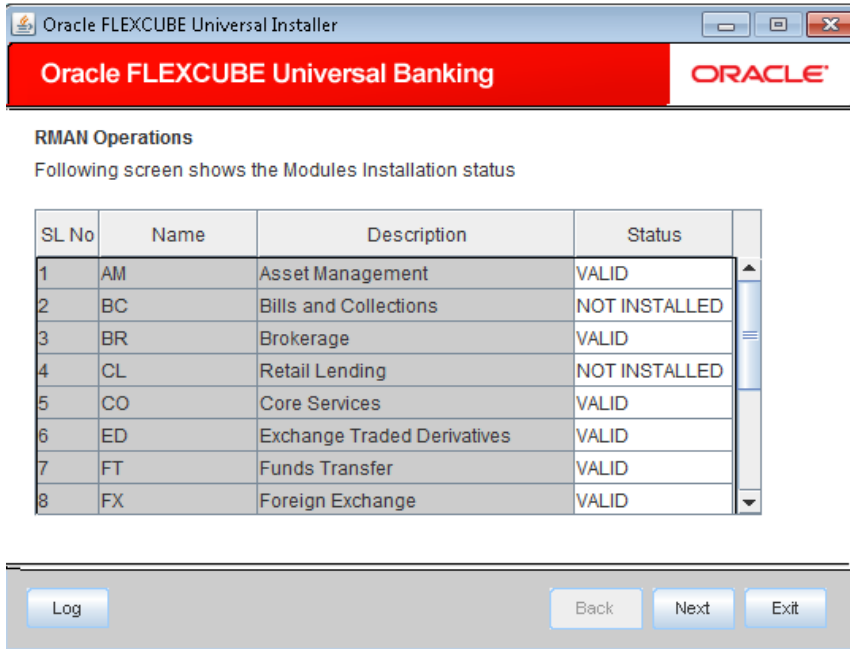 Oracle FLEXCUBE Universal Installer
Oracle FLEXCUBE Universal Banking
ORACLE
RMAN Operations
Following screen shows the Modules Installation status
SL No Name Description Status
1 AM Asset Management VALID
2 BC Bills and Collections NOT INSTALLED
3 BR Brokerage VALID
4 CL Retail Lending NOT INSTALLED
5 CO Core Services VALID
6 ED Exchange Traded Derivatives VALID
7 FT Funds Transfer VALID
8 FX Foreign Exchange VALID
Log Back Next Exit